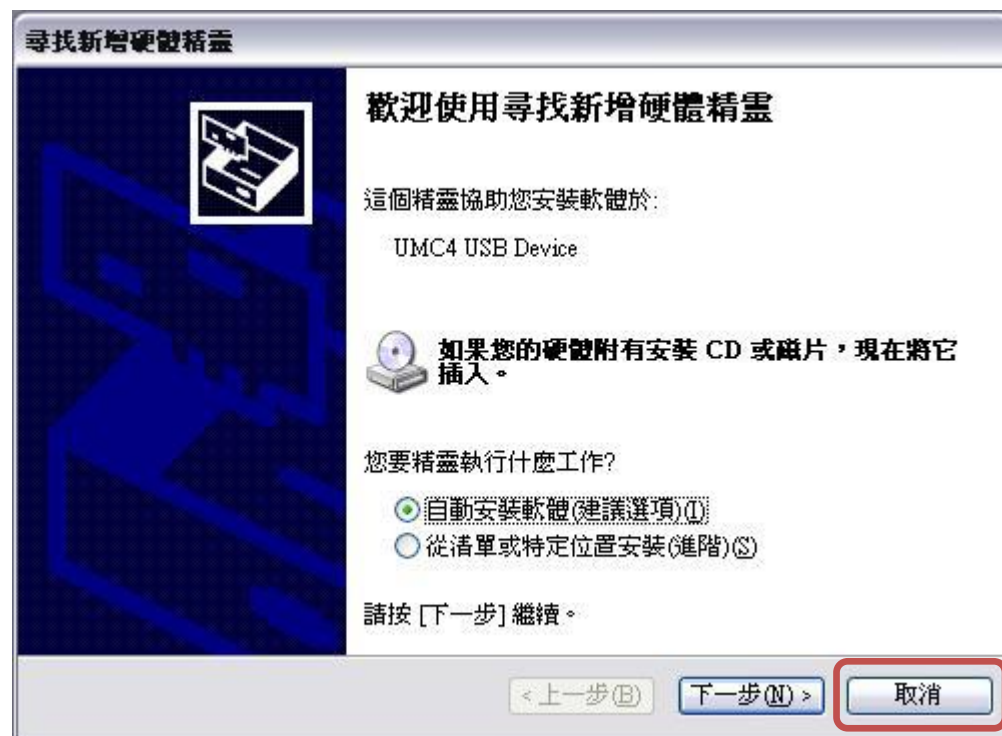 尋找新增硬體精靈
歡迎使用尋找新增硬體精靈
這個精靈協助您安裝軟體於:
UMC4 USB Device
如果您的硬體附有安裝 CD 或磁片，現在將它
插入。
您要精靈執行什麼工作?
自動安裝軟體(建議選項)(I)
從清單或特定位置安裝(進階)(S)
請按 [下一步] 繼續。
<上一步(B) 下一步(N)> 取消